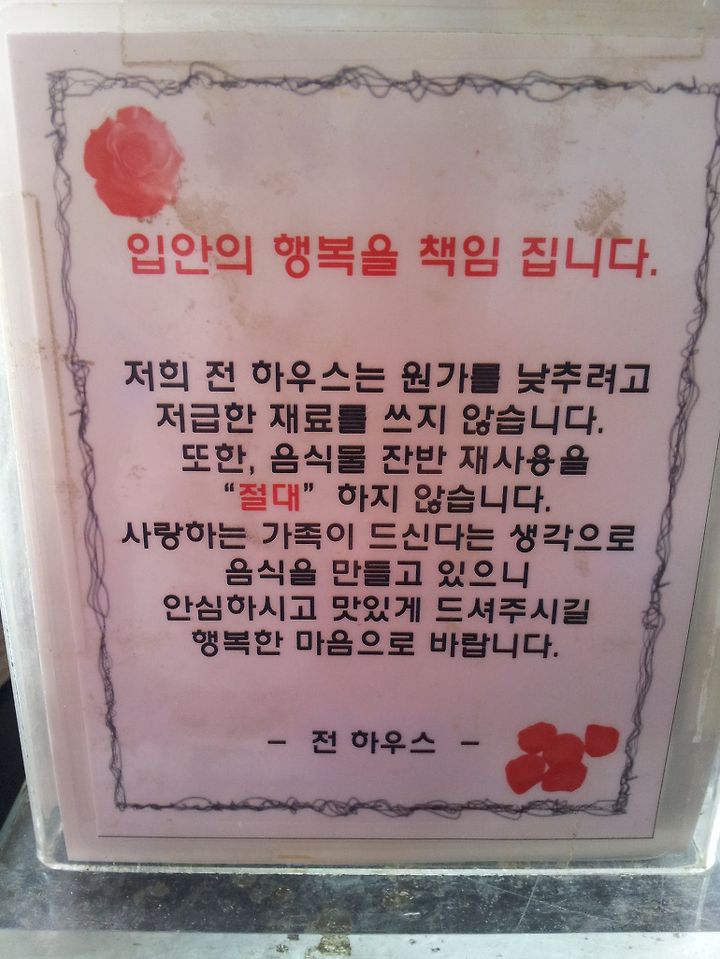 입안의 행복을 책임 집니다.
저희 전 하우스는 원가를 낮추려고
저급한 재료를 쓰지 않습니다.
또한, 음식물 잔반 재사용을
“절대” 하지 않습니다.
사랑하는 가족이 드신다는 생각으로
음식을 만들고 있으니
안심하시고 맛있게 드셔주시길
행복한 마음으로 바랍니다.
- 전 하우스 -